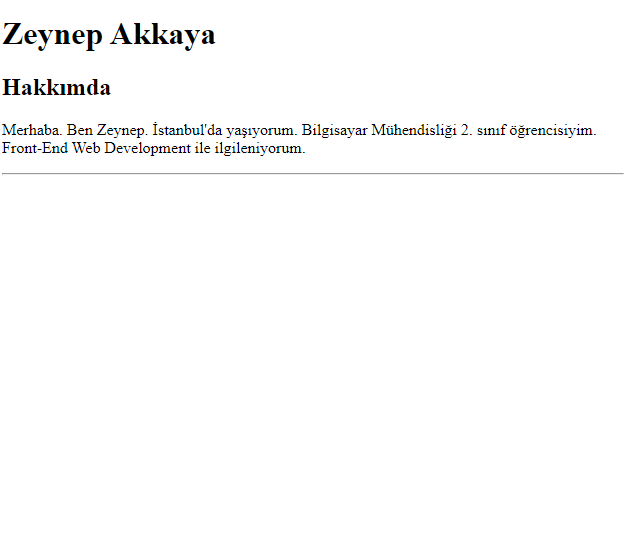 Zeynep Akkaya
Hakkımda
Merhaba. Ben Zeynep. İstanbul'da yaşıyorum. Bilgisayar Mühendisliği 2. sınıf öğrencisiyim.
Front-End Web Development ile ilgileniyorum.